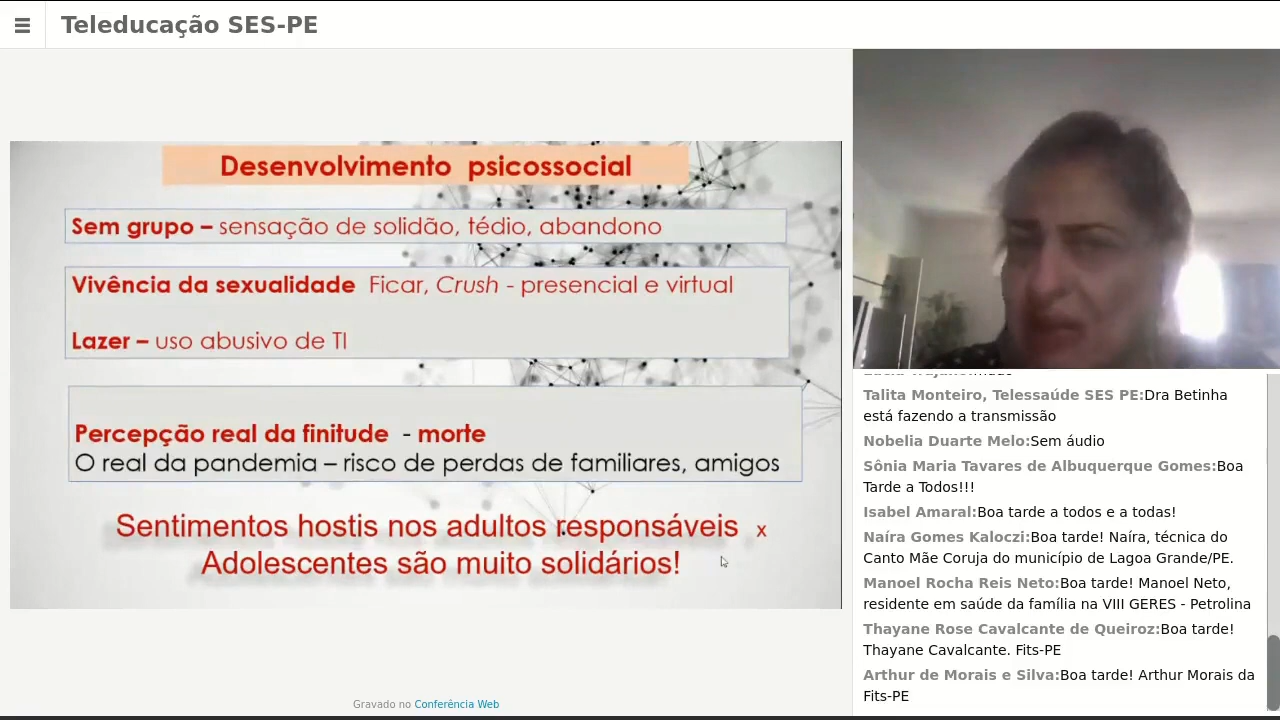 Teleducação SES-PE
Desenvolvimento psicossocial
Sem grupo – sensação de solidão, tédio, abandono
Vivência da sexualidade Ficar, Crush - presencial e virtual
Lazer – uso abusivo de TI
Percepção real da finitude - morte
O real da pandemia – risco de perdas de familiares, amigos
Sentimentos hostis nos adultos responsáveis x
Adolescentes são muito solidários!
Gravado no Conferência Web
Talita Monteiro, Telessaúde SES PE:Dra Betinha
está fazendo a transmissão
Nobelia Duarte Melo:Sem áudio
Sônia Maria Tavares de Albuquerque Gomes:Boa
Tarde a Todos!!!
Isabel Amaral:Boa tarde a todos e a todas!
Naíra Gomes Kaloczi:Boa tarde! Naíra, técnica do
Canto Mãe Coruja do município de Lagoa Grande/PE.
Manoel Rocha Reis Neto:Boa tarde! Manoel Neto,
residente em saúde da família na VIII GERES - Petrolina
Thayane Rose Cavalcante de Queiroz:Boa tarde!
Thayane Cavalcante. Fits-PE
Arthur de Morais e Silva:Boa tarde! Arthur Morais da
Fits-PE